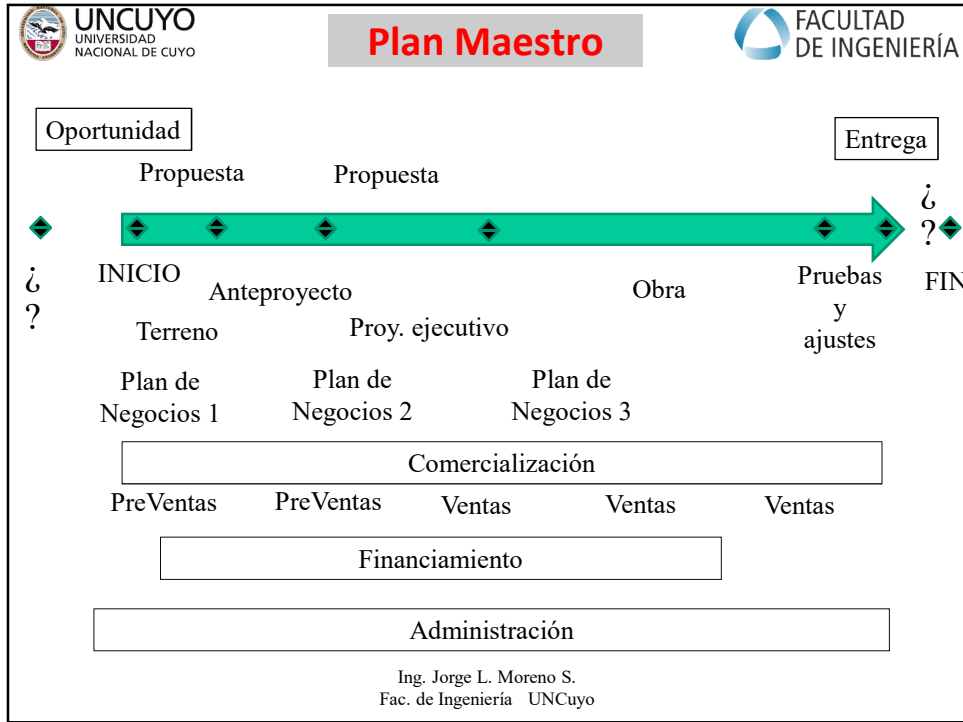 UNCUYO
UNIVERSIDAD
NACIONAL DE CUYO
Plan Maestro
FACULTAD
DE INGENIERÍA
Oportunidad
Entrega
Propuesta
Propuesta
¿
?
¿
?
INICIO
Anteproyecto
Obra
Pruebas
y
ajustes
FIN
Terreno
Proy. ejecutivo
Plan de
Negocios 1
Plan de
Negocios 2
Plan de
Negocios 3
Comercialización
PreVentas
PreVentas
Ventas
Ventas
Ventas
Financiamiento
Administración
Ing. Jorge L. Moreno S.
Fac. de Ingeniería UNCuyo